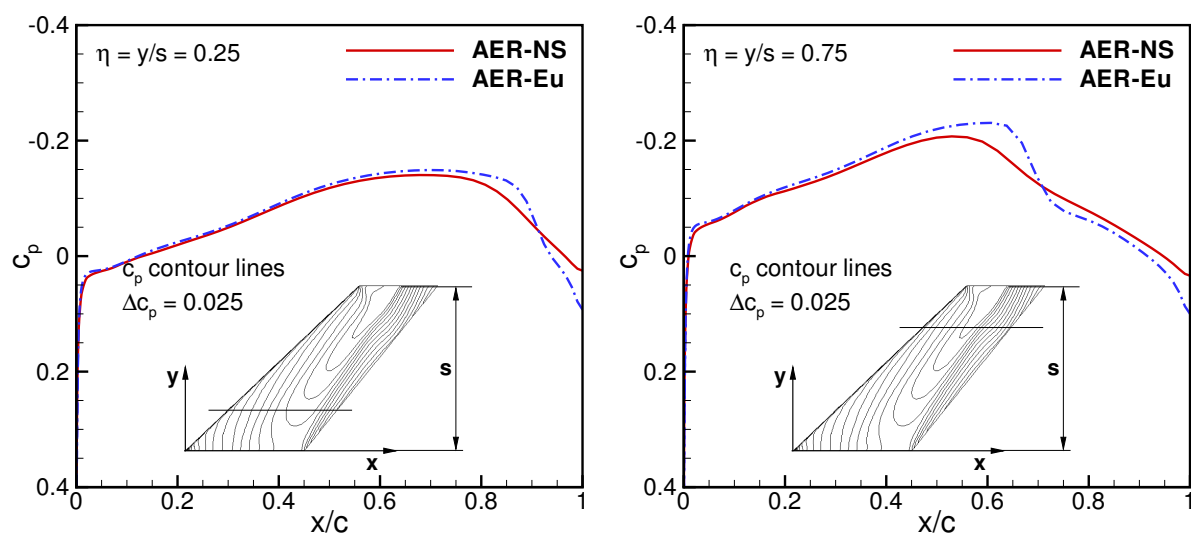 -0.4
η = y/s = 0.25
AER-NS
AER-Eu
-0.2
c_p
0
c_p contour lines
Δc_p = 0.025
0.2
y
s
x
0.4
0
0.2
0.4
0.6
0.8
1
x/c
-0.4
η = y/s = 0.75
AER-NS
AER-Eu
-0.2
c_p
0
c_p contour lines
Δc_p = 0.025
0.2
y
s
x
0.4
0
0.2
0.4
0.6
0.8
1
x/c